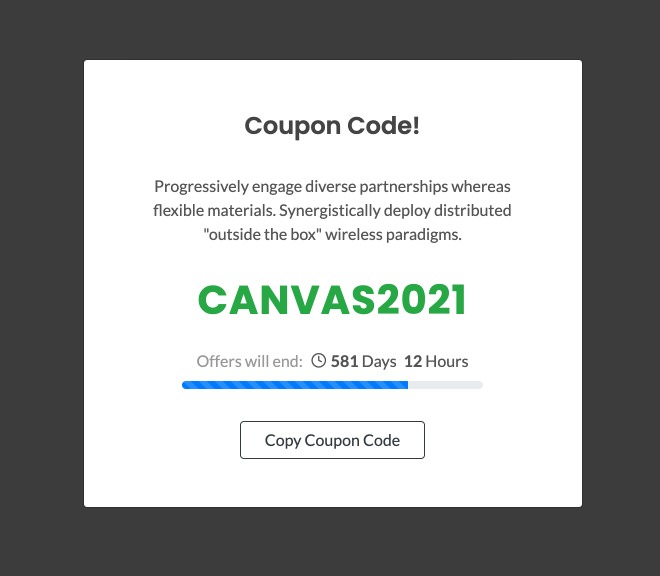 Coupon Code!
Progressively engage diverse partnerships whereas
flexible materials. Synergistically deploy distributed
"outside the box" wireless paradigms.
CANVAS2021
Offers will end: 581 Days 12 Hours
Copy Coupon Code